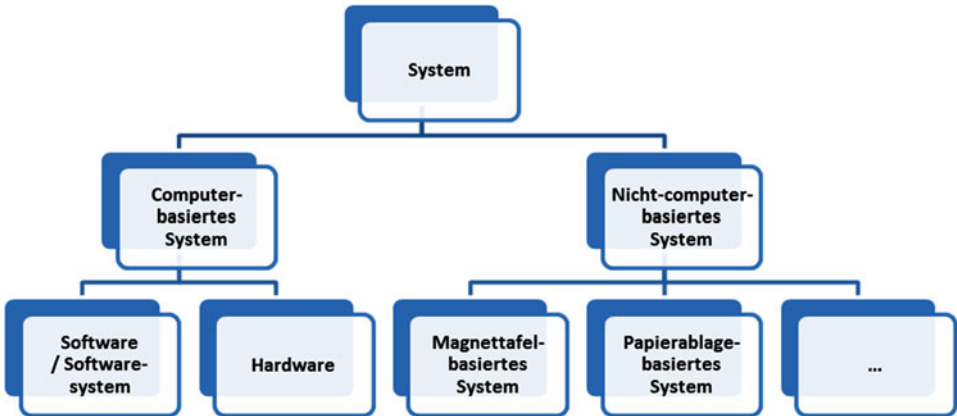 System
Computer-
basiertes
System
Nicht-computer-
basiertes
System
Software
/ Software-
system
Hardware
Magnettafel-
basiertes
System
Papierablage-
basiertes
System
...